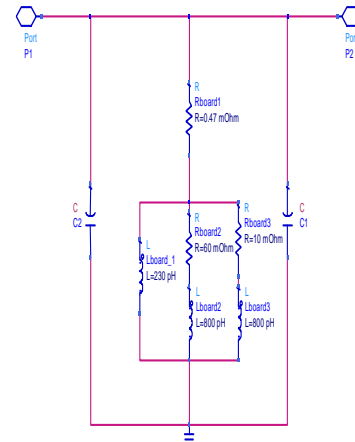 Port
P1
Port
P2
R
Rboard1
R=0.47 mOhm
C
C2
C
C1
R
Rboard2
R=60 mOhm
R
Rboard3
R=10 mOhm
L
Lboard_1
L=230 pH
L
Lboard2
L=800 pH
L
Lboard3
L=800 pH